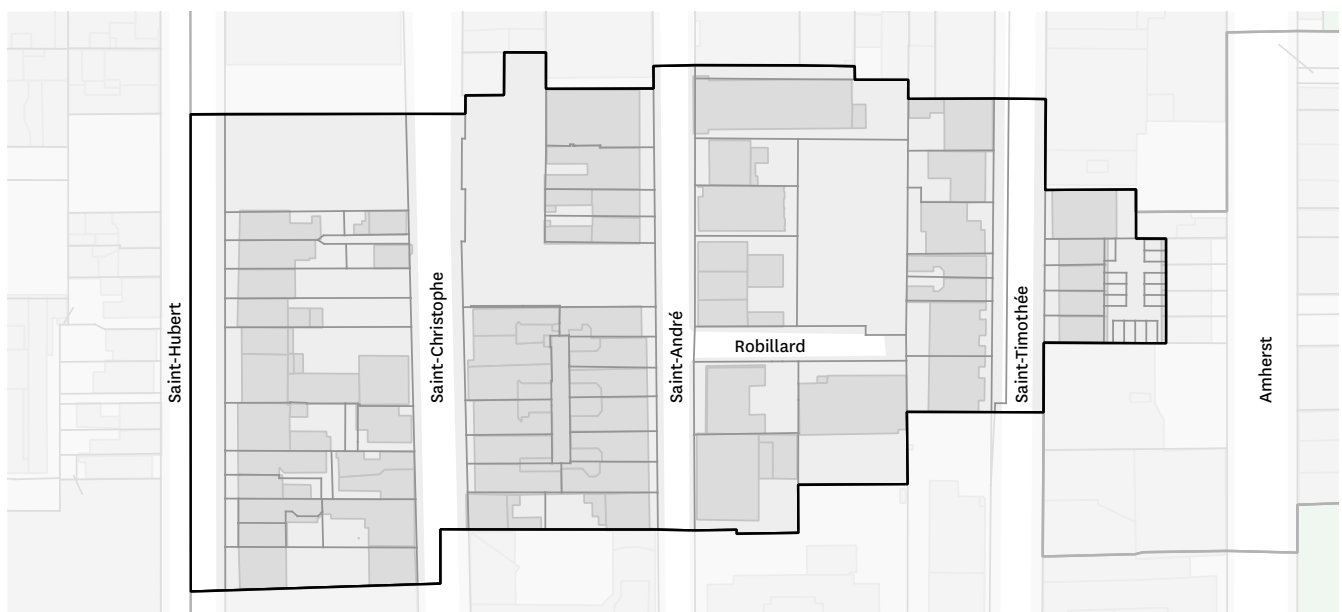 Saint-Hubert
Saint-Christophe
Saint-André
Robillard
Saint-Timothée
Amherst